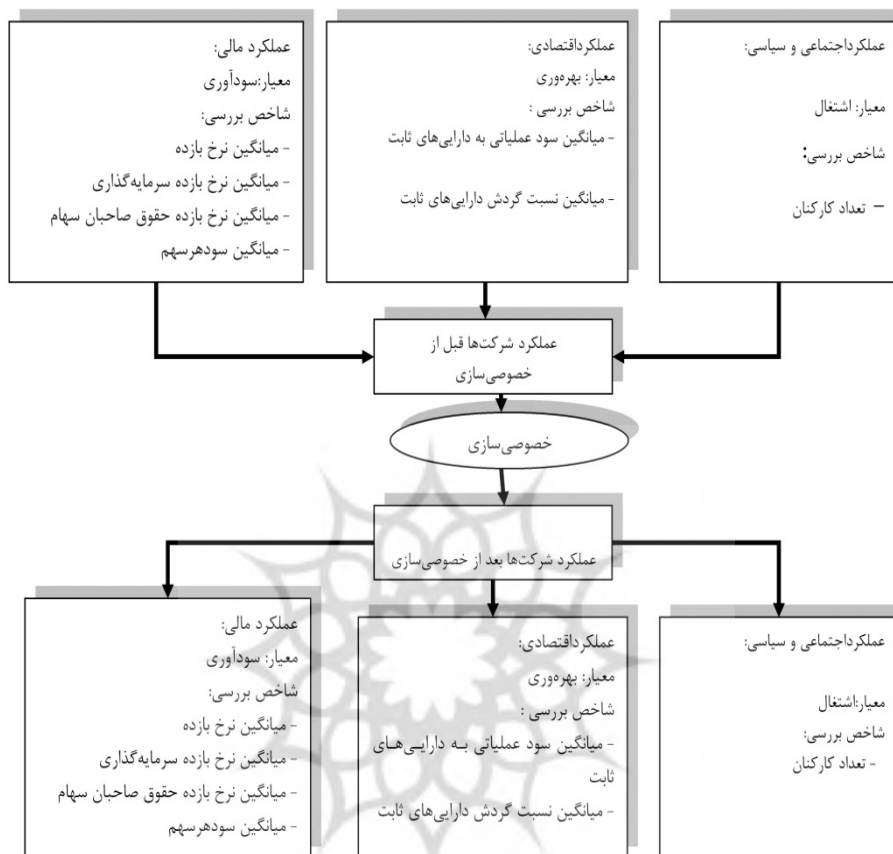 عملکرداجتماعی و سیاسی:
معیار: اشتغال
شاخص بررسی:
– تعداد کارکنان
عملکرداقتصادی:
معیار: بهره‌وری
شاخص بررسی :
- میانگین سود عملیاتی به دارایی‌های ثابت
- میانگین نسبت گردش دارایی‌های ثابت
عملکرد مالی:
معیار:سودآوری
شاخص بررسی:
- میانگین نرخ بازده
- میانگین نرخ بازده سرمایه‌گذاری
- میانگین نرخ بازده حقوق صاحبان سهام
- میانگین سودهرسهم
عملکرد شرکت‌ها قبل از
خصوصی‌سازی
خصوصی‌سازی
عملکرد شرکت‌ها بعد از خصوصی‌سازی
عملکرداجتماعی و سیاسی:
معیار:اشتغال
شاخص بررسی:
- تعداد کارکنان
عملکرداقتصادی:
معیار: بهره‌وری
شاخص بررسی :
- میانگین سود عملیاتی بـه دارایـی‌هـای
ثابت
- میانگین نسبت گردش دارایی‌های ثابت
عملکرد مالی:
معیار: سودآوری
شاخص بررسی:
- میانگین نرخ بازده
- میانگین نرخ بازده سرمایه‌گذاری
- میانگین نرخ بازده حقوق صاحبان سهام
- میانگین سودهرسهم